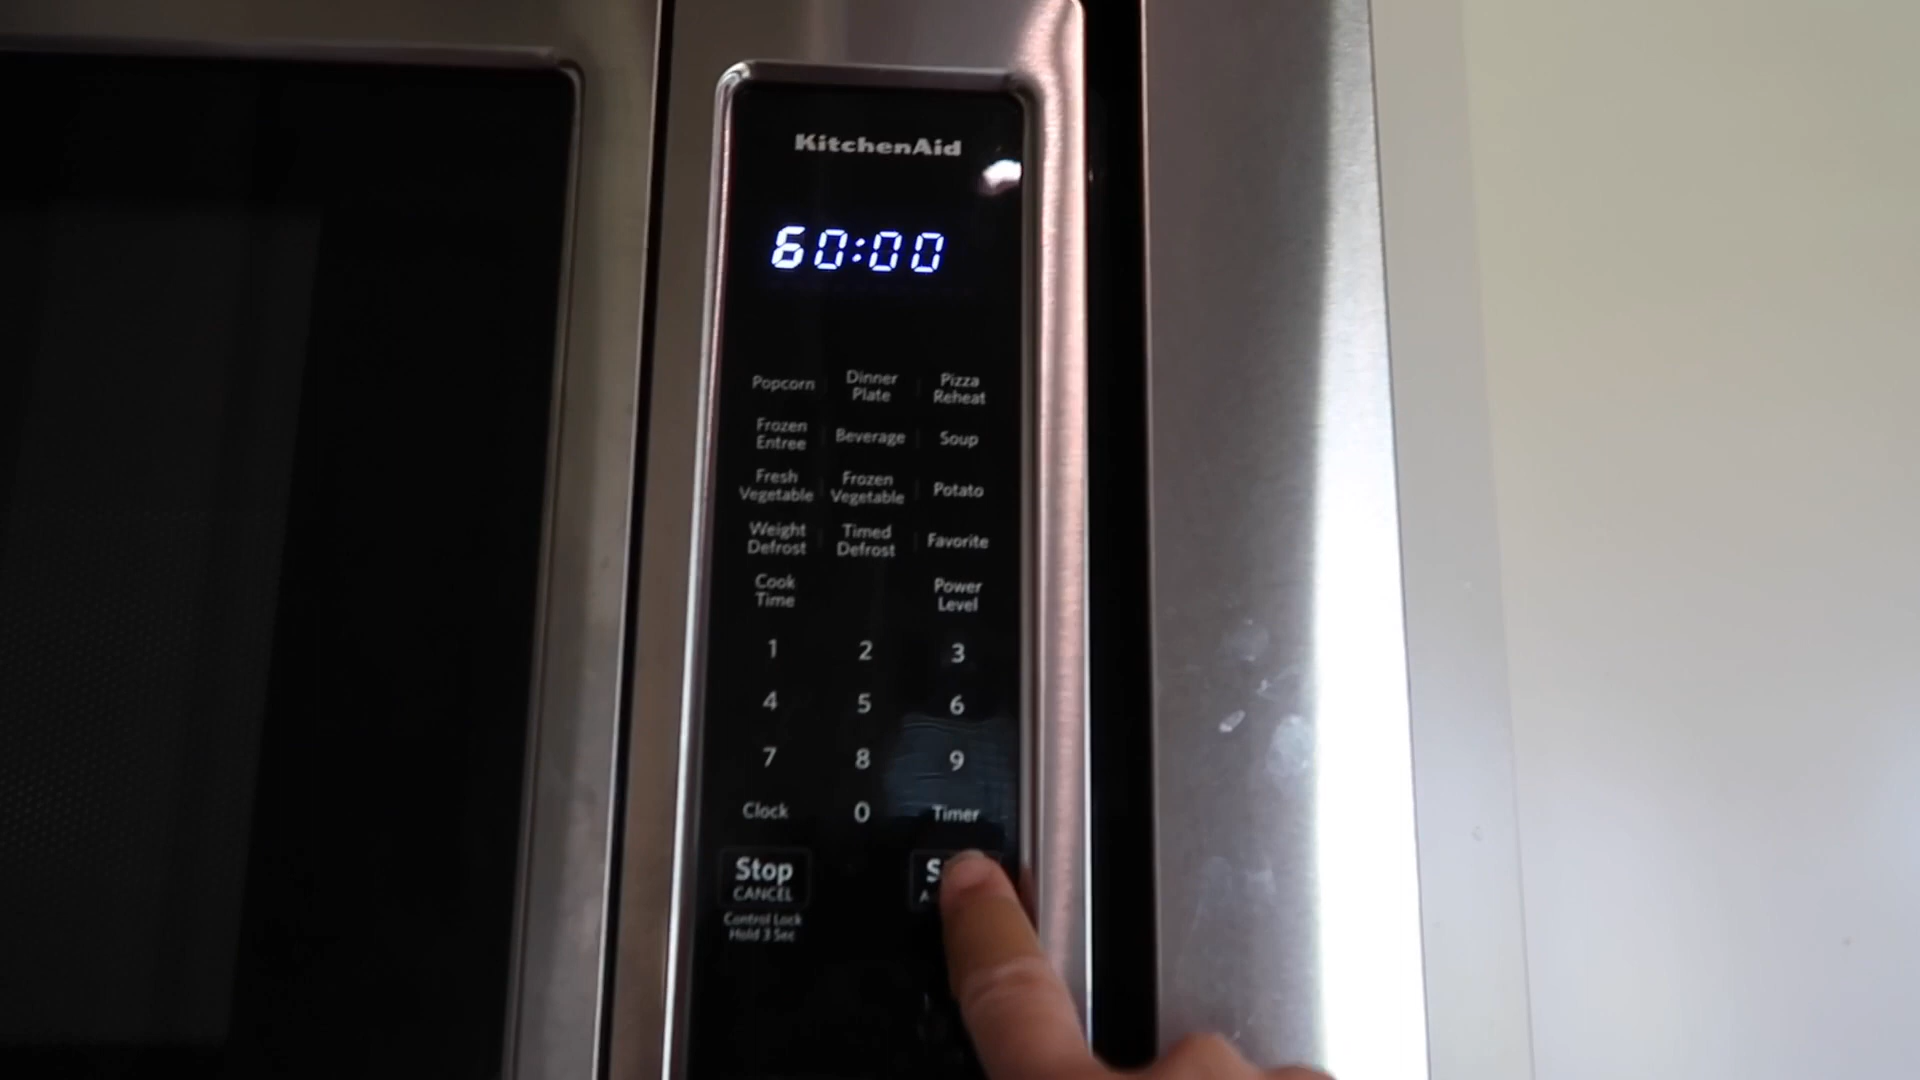 KitchenAid
60:00
Popcorn Dinner Plate Pizza Reheat
Frozen Entree Beverage Soup
Fresh Vegetable Frozen Vegetable Potato
Weight Defrost Timed Defrost Favorite
Cook Time Power Level
1 2 3
4 5 6
7 8 9
Clock 0 Timer
Stop
CANCEL
Control Lock
Hold 3 Sec